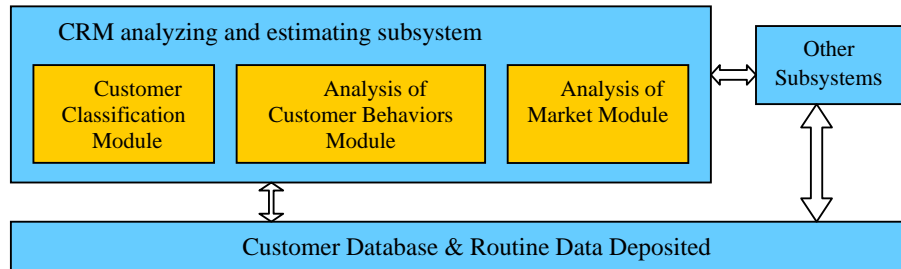 CRM analyzing and estimating subsystem
Customer
Classification
Module
Analysis of
Customer Behaviors
Module
Analysis of
Market Module
Other
Subsystems
Customer Database & Routine Data Deposited